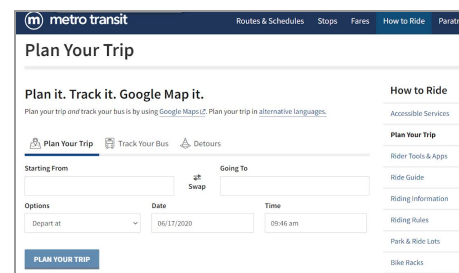 m metro transit
Routes & Schedules Stops Fares How to Ride Paratr
Plan Your Trip
Plan it. Track it. Google Map it.
Plan your trip and track your bus is by using Google Maps. Plan your trip in alternative languages.
Plan Your Trip Track Your Bus Detours
Starting From
Swap
Going To
Options
Depart at
Date
06/17/2020
Time
09:46 am
PLAN YOUR TRIP
How to Ride
Accessible Services
Plan Your Trip
Rider Tools & Apps
Ride Guide
Riding Information
Riding Rules
Park & Ride Lots
Bike Racks